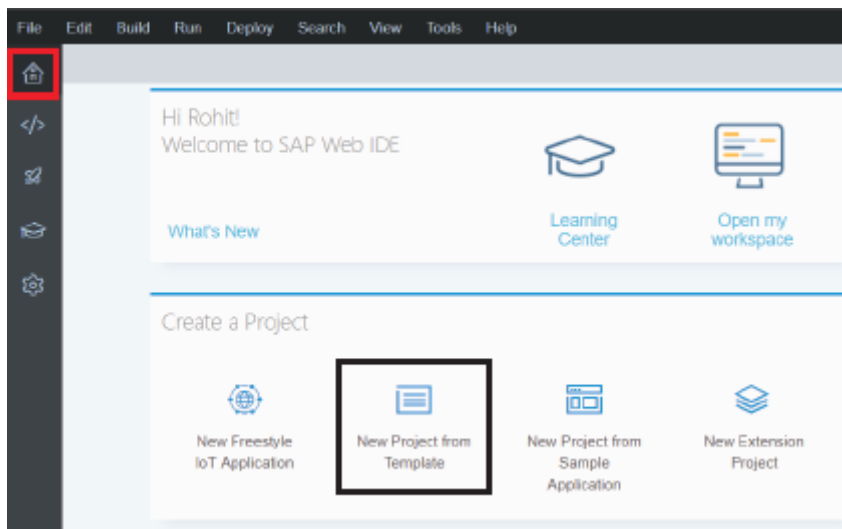 File Edit Build Run Deploy Search View Tools Help
Hi Rohit!
Welcome to SAP Web IDE
What's New
Learning
Center
Open my
workspace
Create a Project
New Freestyle
IoT Application
New Project from
Template
New Project from
Sample
Application
New Extension
Project